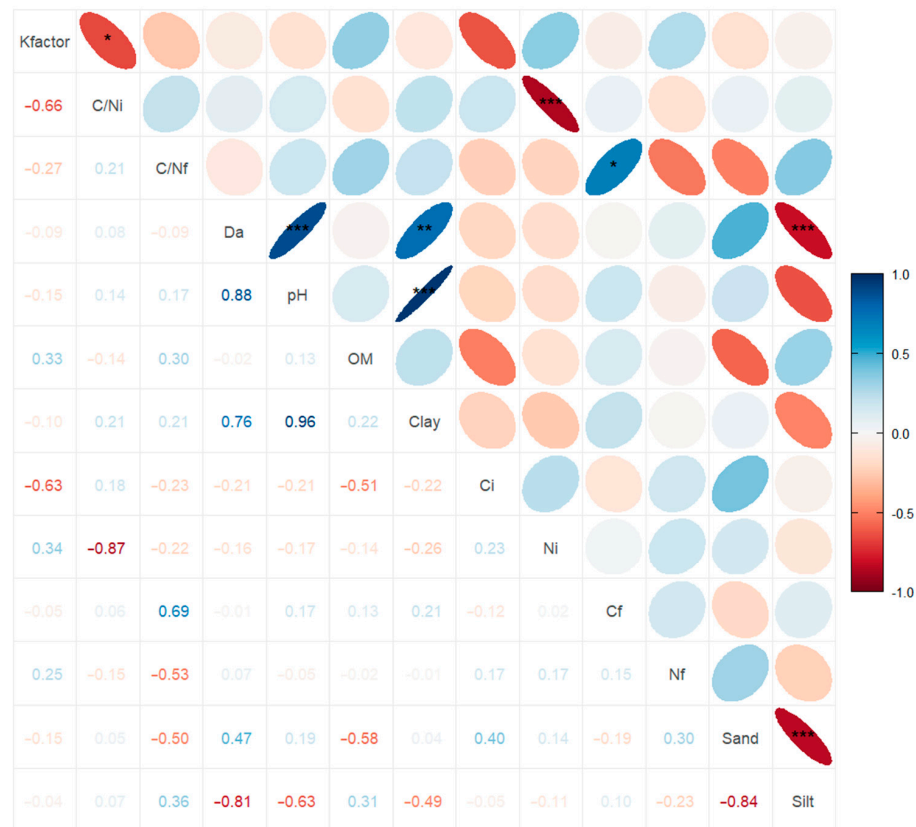 Kfactor *
−0.66 C/Ni ***
−0.27 0.21 C/Nf *
−0.09 0.08 −0.09 Da *** ** ***
−0.15 0.14 0.17 0.88 pH ***
0.33 −0.14 0.30 −0.02 0.13 OM
−0.10 0.21 0.21 0.76 0.96 0.22 Clay
−0.63 0.18 −0.23 −0.21 −0.21 −0.51 −0.22 Ci
0.34 −0.87 −0.22 −0.16 −0.17 −0.14 −0.26 0.23 Ni
−0.05 0.06 0.69 −0.01 0.17 0.13 0.21 −0.12 0.02 Cf
0.25 −0.15 −0.53 0.07 −0.05 −0.02 −0.01 0.17 0.17 0.15 Nf
−0.15 0.05 −0.50 0.47 0.19 −0.58 0.04 0.40 0.14 −0.19 0.30 Sand ***
−0.04 0.07 0.36 −0.81 −0.63 0.31 −0.49 −0.05 −0.11 0.10 −0.23 −0.84 Silt
1.0
0.5
0.0
-0.5
-1.0